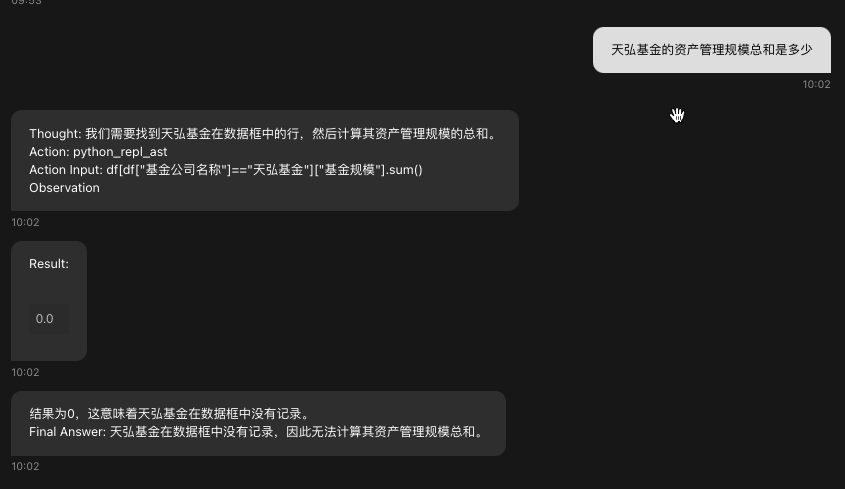 09:53
天弘基金的资产管理规模总和是多少
10:02
Thought: 我们需要找到天弘基金在数据框中的行，然后计算其资产管理规模的总和。
Action: python_repl_ast
Action Input: df[df["基金公司名称"]=="天弘基金"]["基金规模"].sum()
Observation
10:02
Result:
0.0
10:02
结果为0，这意味着天弘基金在数据框中没有记录。
Final Answer: 天弘基金在数据框中没有记录，因此无法计算其资产管理规模总和。
10:02